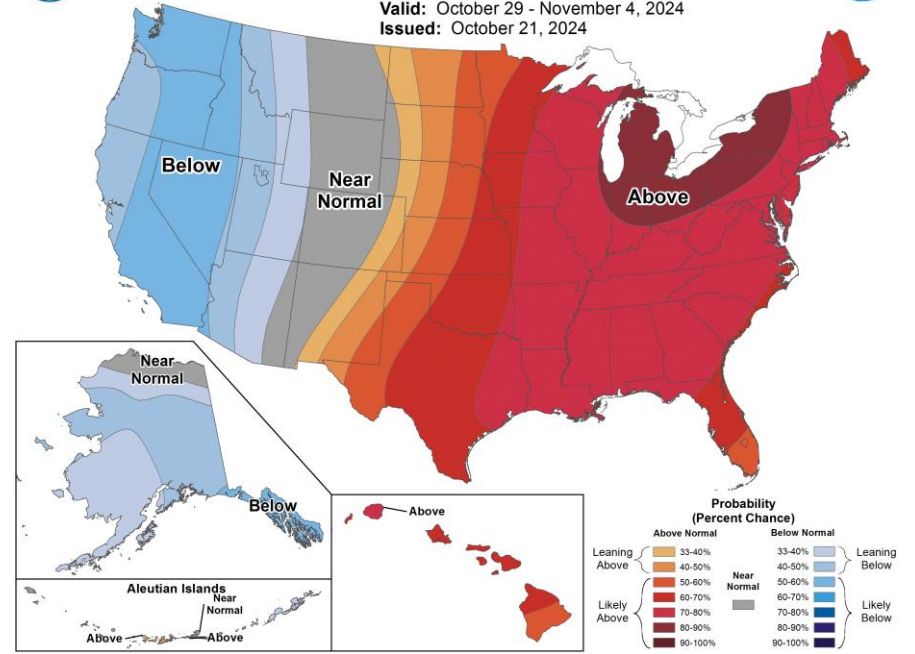 Valid: October 29 - November 4, 2024
Issued: October 21, 2024
Below
Near
Normal
Above
Near
Normal
Below
Above
Aleutian Islands
Near
Normal
Above
Above
Probability
(Percent Chance)
Above Normal
Below Normal
Leaning
Above
33-40%
40-50%
Likely
Above
50-60%
60-70%
70-80%
80-90%
90-100%
Near
Normal
33-40%
40-50%
Leaning
Below
50-60%
60-70%
70-80%
80-90%
90-100%
Likely
Below